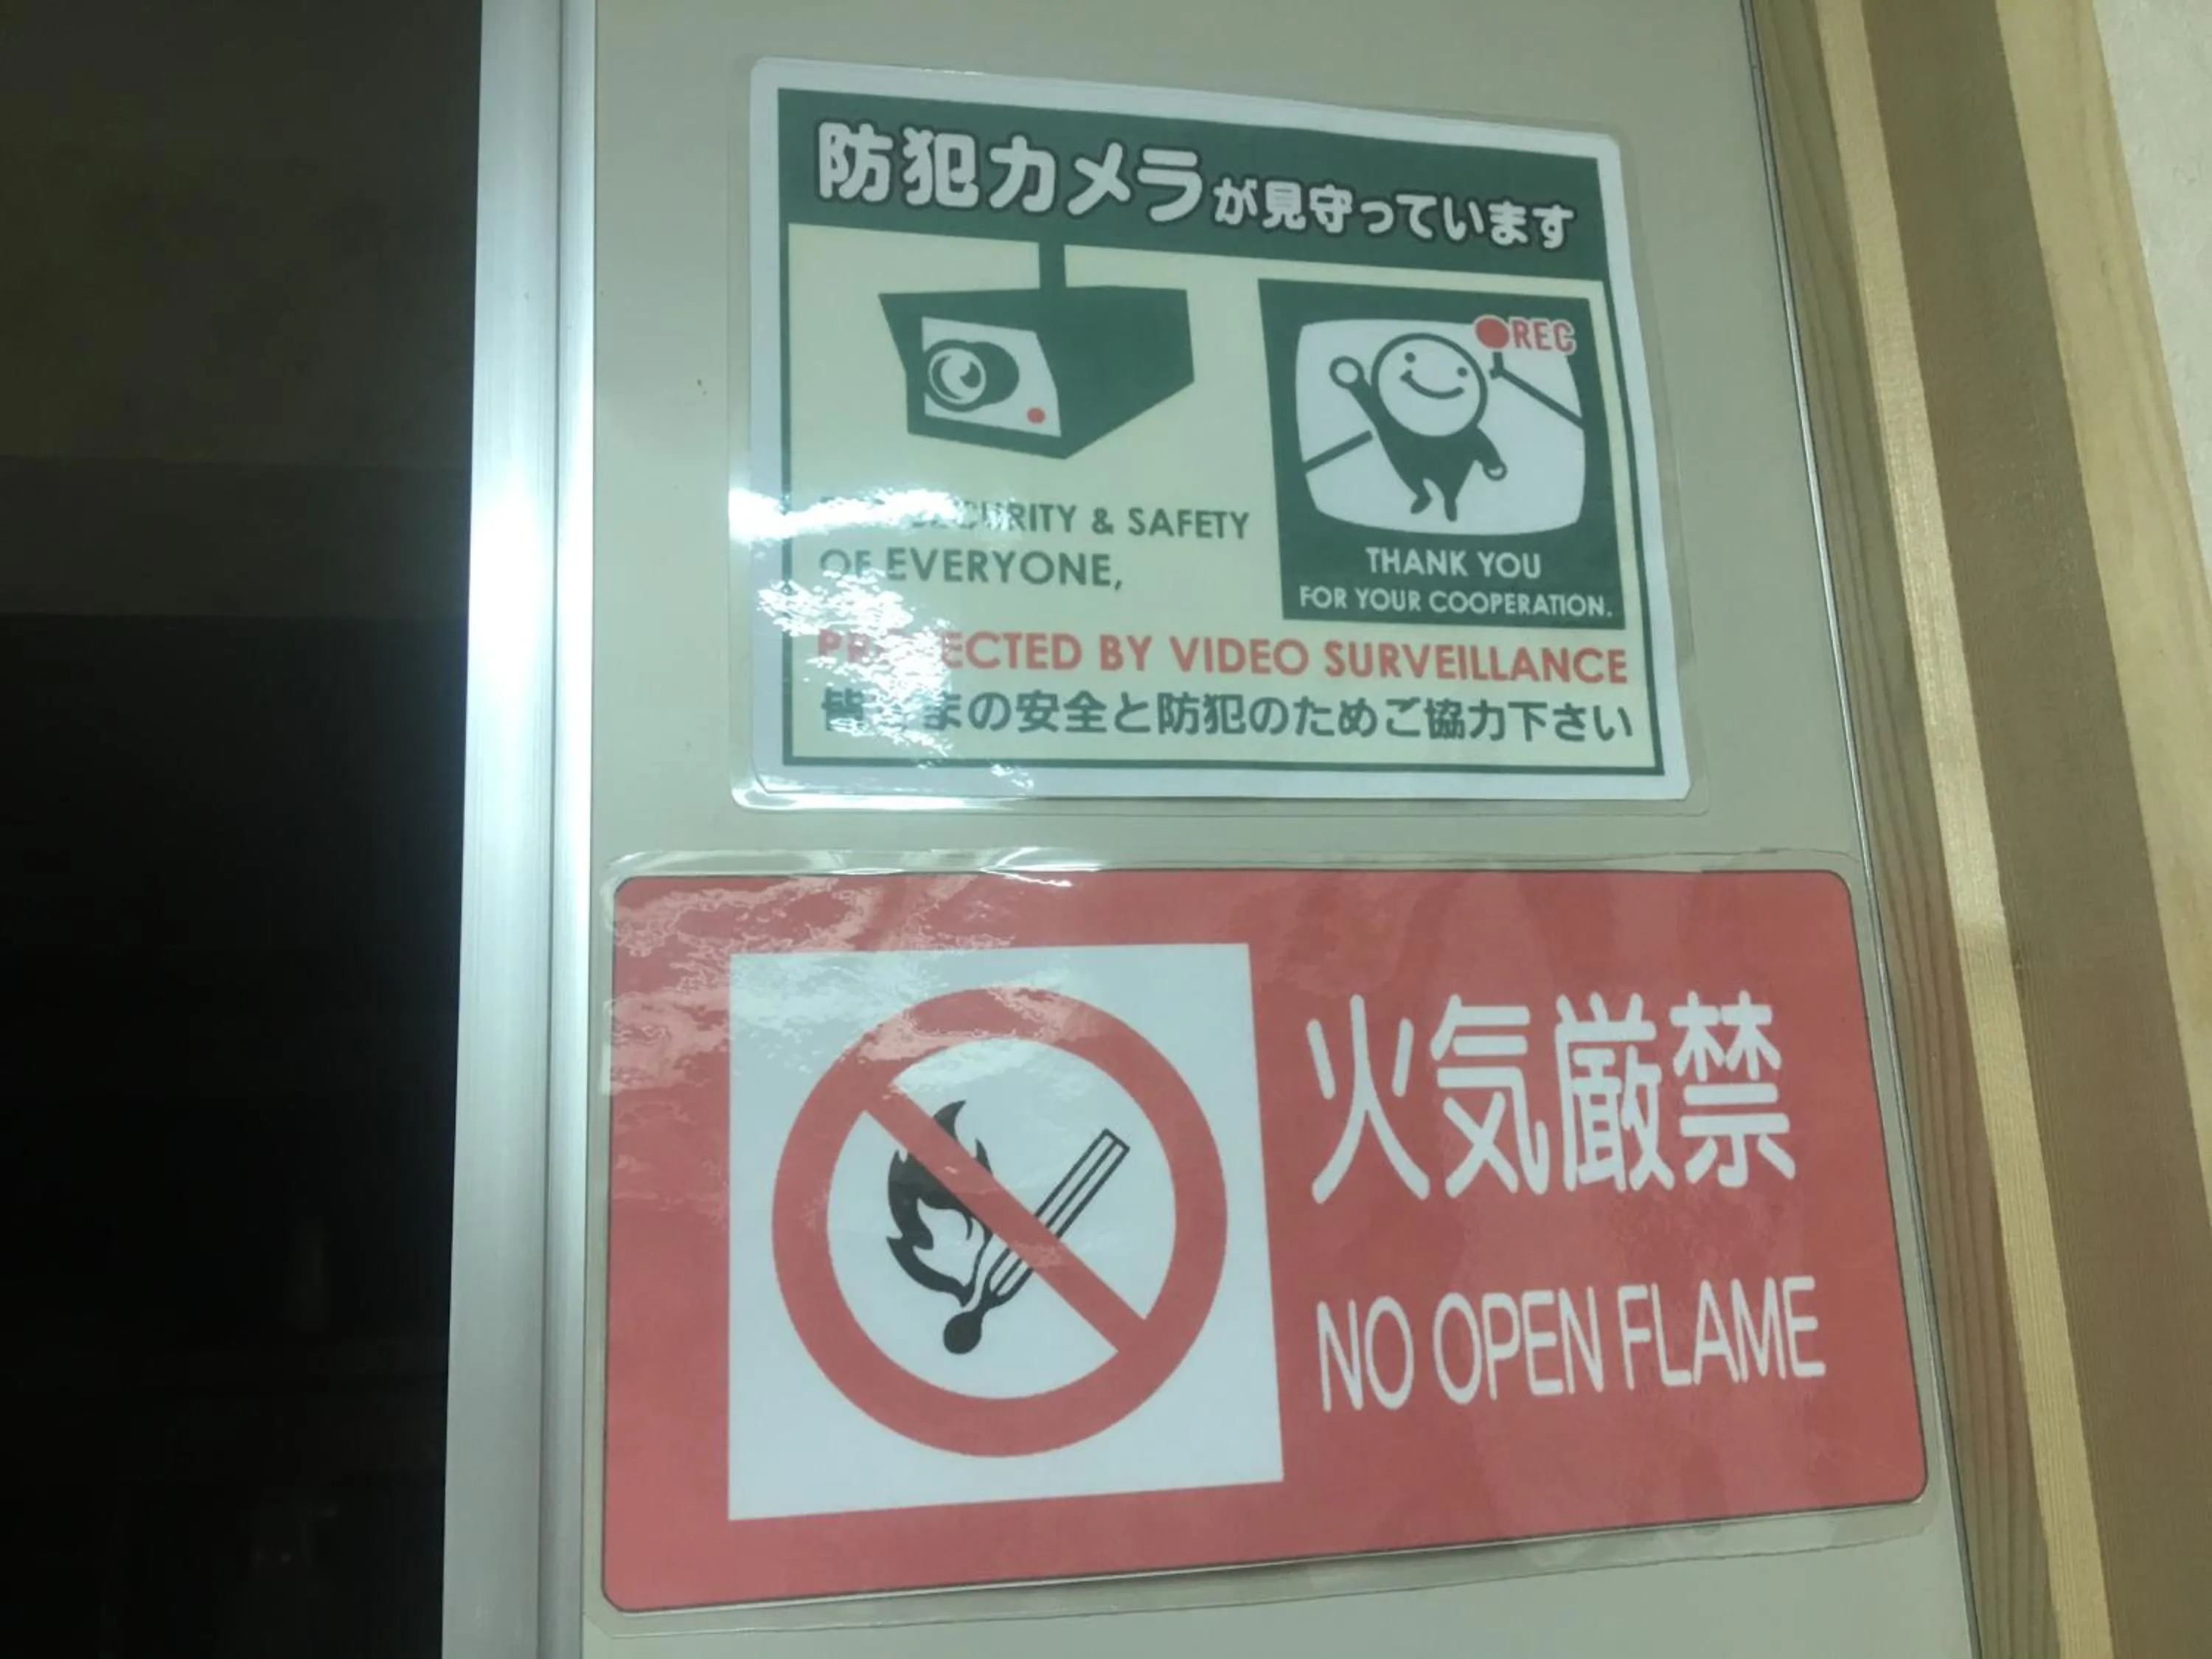 防犯カメラが見守っています
REC
SECURITY & SAFETY
OF EVERYONE,
THANK YOU
FOR YOUR COOPERATION.
PROTECTED BY VIDEO SURVEILLANCE
皆さまの安全と防犯のためご協力下さい
火気厳禁
NO OPEN FLAME